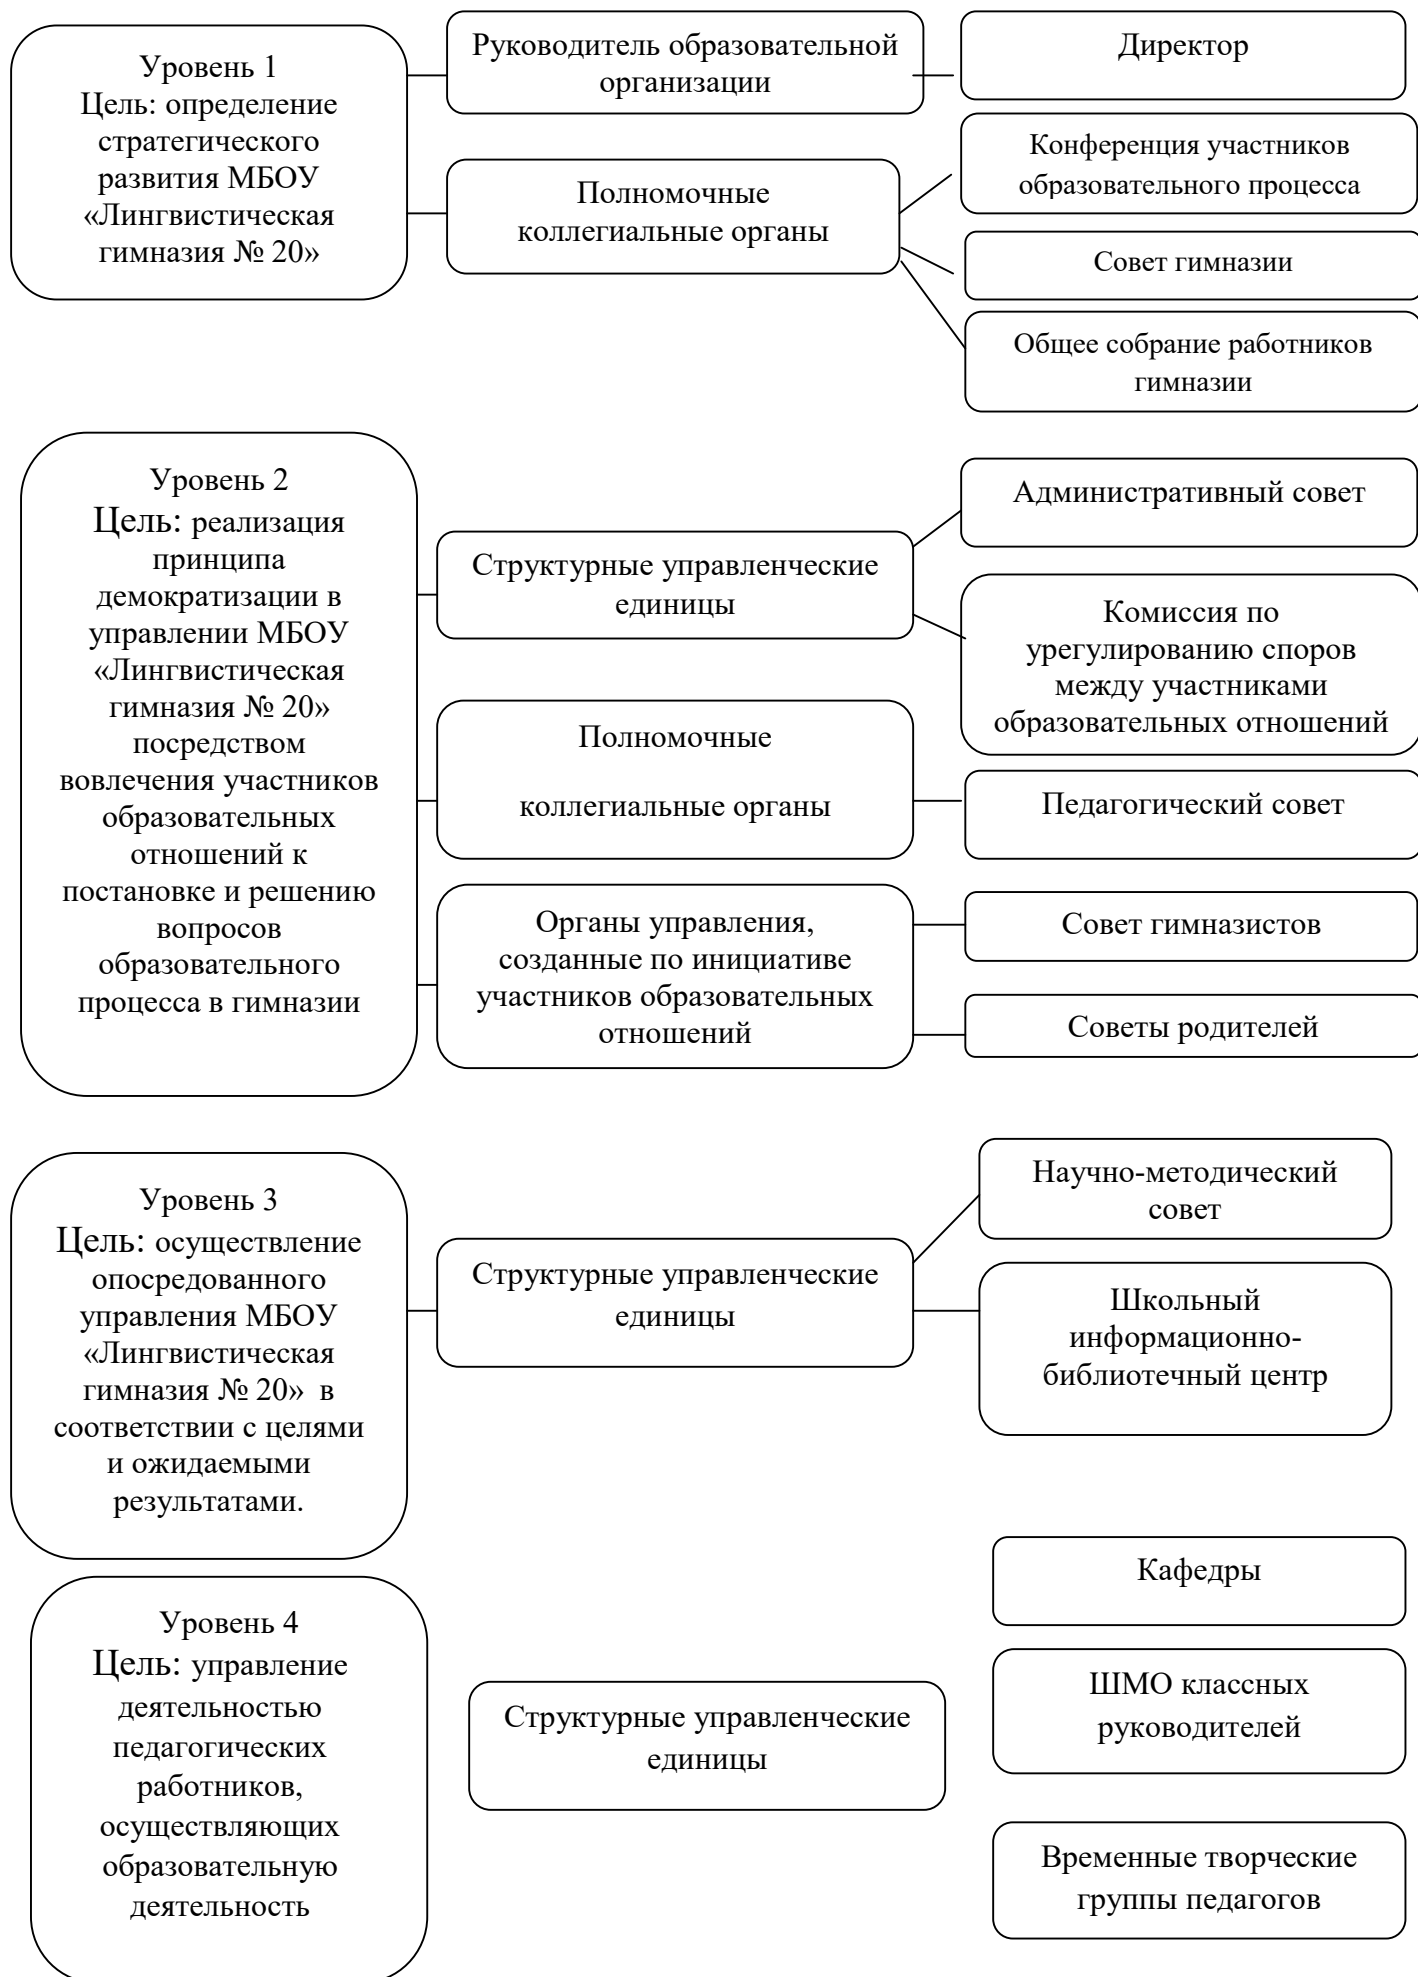 Уровень 1
Цель: определение
стратегического
развития МБОУ
«Лингвистическая
гимназия № 20»
Руководитель образовательной
организации
Директор
Полномочные
коллегиальные органы
Конференция участников
образовательного процесса
Совет гимназии
Общее собрание работников
гимназии
Уровень 2
Цель: реализация
принципа
демократизации в
управлении МБОУ
«Лингвистическая
гимназия № 20»
посредством
вовлечения участников
образовательных
отношений к
постановке и решению
вопросов
образовательного
процесса в гимназии
Структурные управленческие
единицы
Административный совет
Комиссия по
урегулированию споров
между участниками
образовательных отношений
Полномочные
коллегиальные органы
Педагогический совет
Органы управления,
созданные по инициативе
участников образовательных
отношений
Совет гимназистов
Советы родителей
Уровень 3
Цель: осуществление
опосредованного
управления МБОУ
«Лингвистическая
гимназия № 20» в
соответствии с целями
и ожидаемыми
результатами.
Структурные управленческие
единицы
Научно-методический
совет
Школьный
информационно-
библиотечный центр
Уровень 4
Цель: управление
деятельностью
педагогических
работников,
осуществляющих
образовательную
деятельность
Структурные управленческие
единицы
Кафедры
ШМО классных
руководителей
Временные творческие
группы педагогов